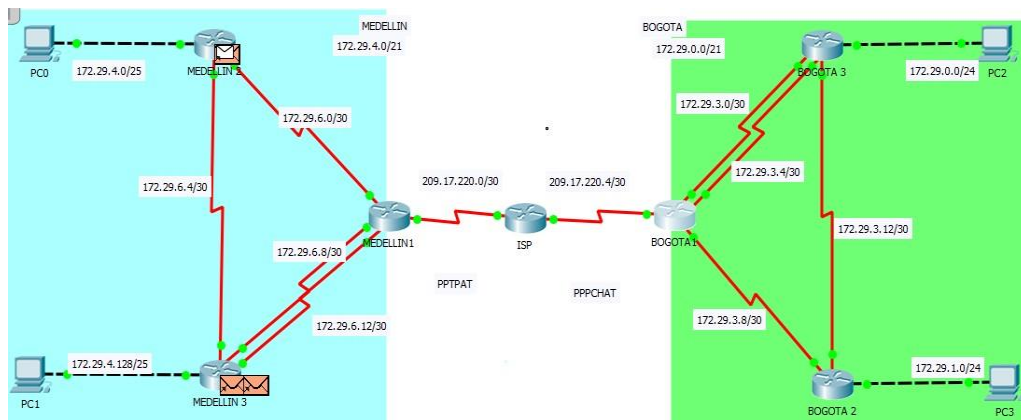 MEDELLIN
172.29.4.0/21
BOGOTA
172.29.0.0/21
PC0
172.29.4.0/25
MEDELLIN 2
BOGOTA 3
172.29.0.0/24
PC2
172.29.6.0/30
172.29.3.0/30
172.29.3.4/30
172.29.6.4/30
209.17.220.0/30
209.17.220.4/30
MEDELLIN1
ISP
BOGOTA1
172.29.3.12/30
172.29.6.8/30
PPTPAT
PPPCHAT
172.29.6.12/30
172.29.3.8/30
172.29.4.128/25
172.29.1.0/24
PC1
MEDELLIN 3
BOGOTA 2
PC3